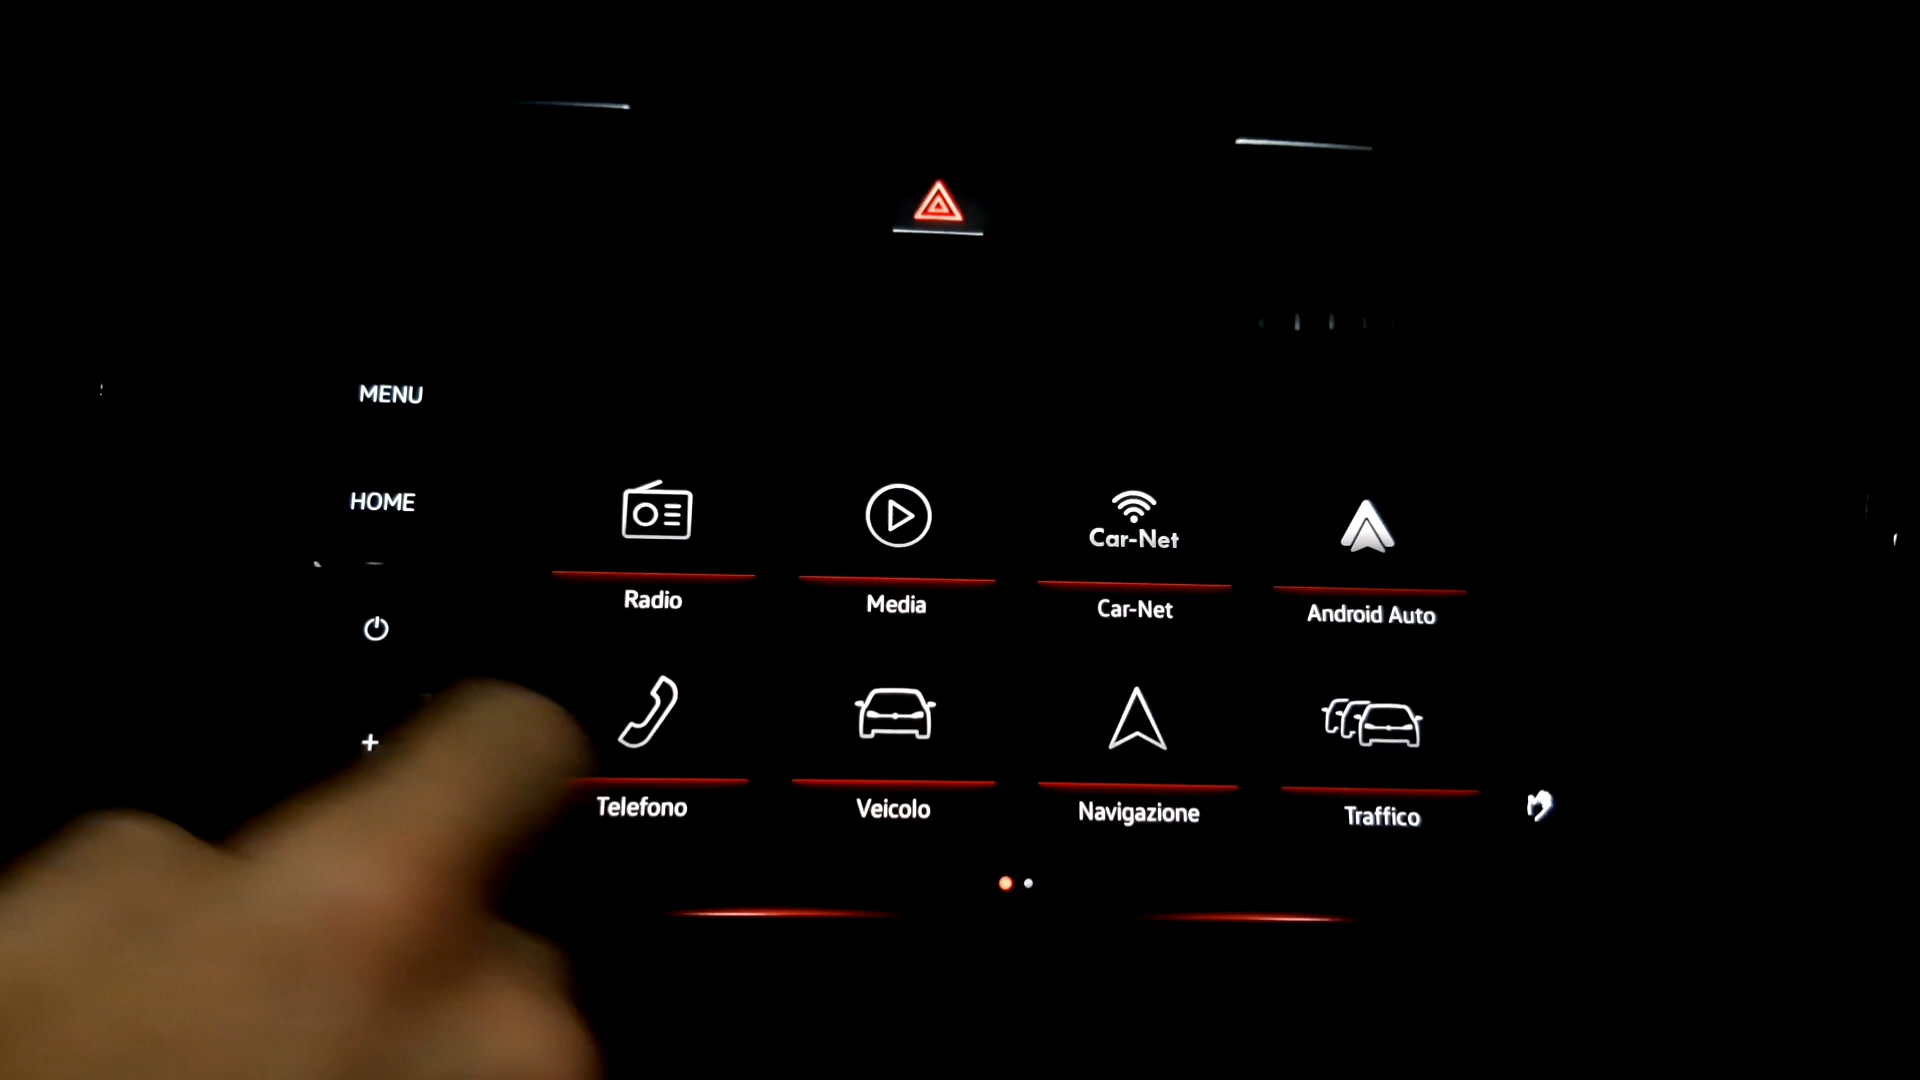 MENU
HOME
Car-Net
Radio
Media
Car-Net
Android Auto
+
Telefono
Veicolo
Navigazione
Traffico